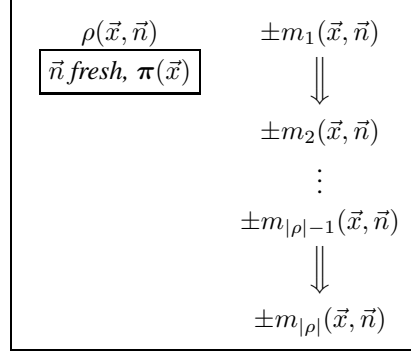 ρ(x⃗, n⃗) ±m₁(x⃗, n⃗)
n⃗ fresh, π(x⃗)
⇓
±m₂(x⃗, n⃗)
⋮
±m_{|ρ|−1}(x⃗, n⃗)
⇓
±m_{|ρ|}(x⃗, n⃗)